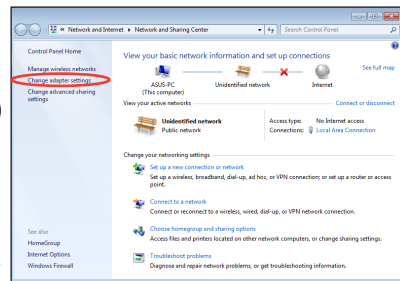 « Network and Internet ▸ Network and Sharing Center
Search Control Panel
Control Panel Home
Manage wireless networks
Change adapter settings
Change advanced sharing
settings
See also
HomeGroup
Internet Options
Windows Firewall
View your basic network information and set up connections
See full map
ASUS-PC
(This computer)
Unidentified network
Internet
View your active networks
Connect or disconnect
Unidentified network
Public network
Access type: No Internet access
Connections: Local Area Connection
Change your networking settings
Set up a new connection or network
Set up a wireless, broadband, dial-up, ad hoc, or VPN connection; or set up a router or access
point.
Connect to a network
Connect or reconnect to a wireless, wired, dial-up, or VPN network connection.
Choose homegroup and sharing options
Access files and printers located on other network computers, or change sharing settings.
Troubleshoot problems
Diagnose and repair network problems, or get troubleshooting information.